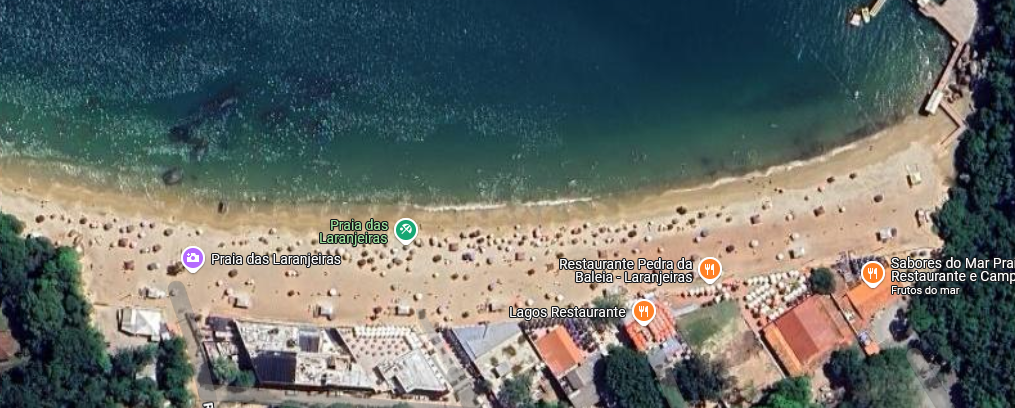 Praia das
Laranjeiras
Praia das Laranjeiras
Restaurante Pedra da
Baleia - Laranjeiras
Sabores do Mar Prai
Restaurante e Camp
Frutos do mar
Lagos Restaurante